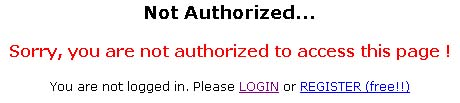 Not Authorized...
Sorry, you are not authorized to access this page !
You are not logged in. Please LOGIN or REGISTER (free!!)